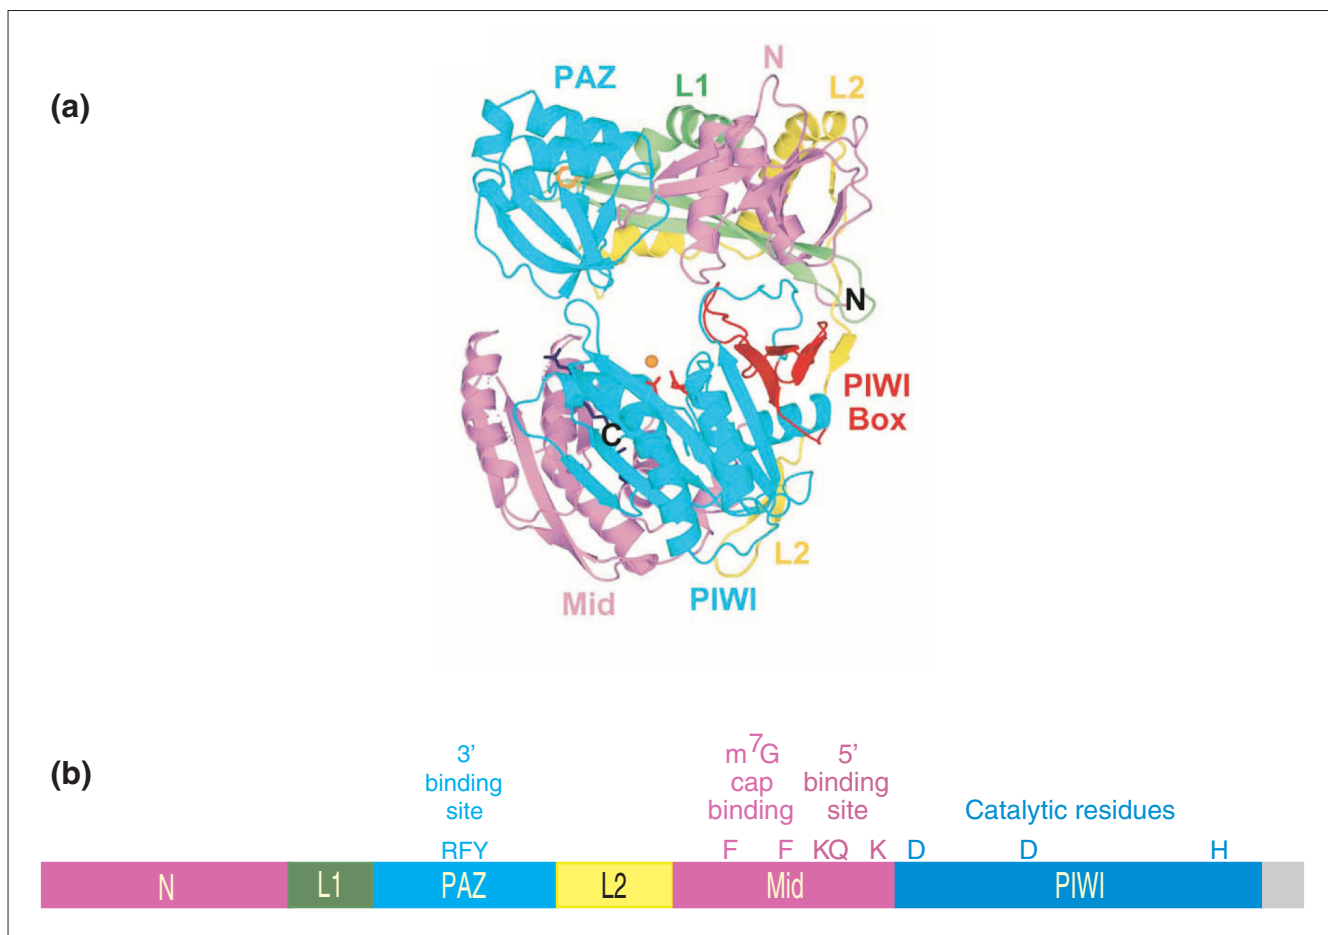 (a)
PAZ
L1
N
L2
C
N
PIWI
Box
C
L2
Mid
PIWI
(b)
3’
binding
site
m7G
cap
binding
5’
binding
site
Catalytic residues
RFY
F F KQ K D D H
N L1 PAZ L2 Mid PIWI